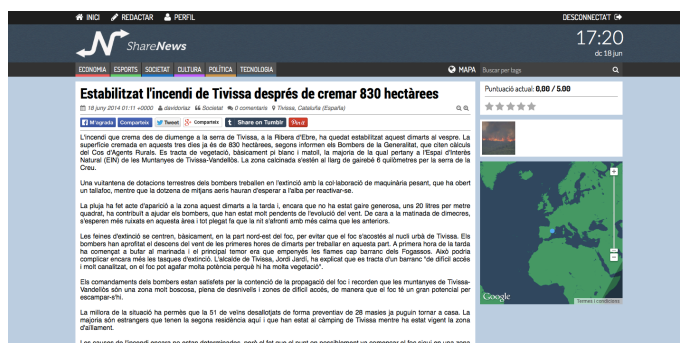 INICI REDACTAR PERFIL DESCONNECTA'T
ShareNews
17:20
dc 18 jun
ECONOMIA ESPORTS SOCIETAT CULTURA POLÍTICA TECNOLOGIA MAPA Buscar per tags
Estabilitzat l'incendi de Tivissa després de cremar 830 hectàrees
18 juny 2014 01:11 +0000 davidoriaz Societat 0 comentaris Tivissa, Cataluña (España)
M'agrada Comparteix Tweet Comparteix Share on Tumblr Pin it
L'incendi que crema des de diumenge a la serra de Tivissa, a la Ribera d'Ebre, ha quedat estabilitzat aquest dimarts al vespre. La
superfície cremada en aquests tres dies ja és de 830 hectàrees, segons informen els Bombers de la Generalitat, que citen càlculs
del Cos d'Agents Rurals. Es tracta de vegetació, bàsicament pi blanc i matoll, la majoria de la qual pertany a l'Espai d'Interès
Natural (EIN) de les Muntanyes de Tivissa-Vandellòs. La zona calcinada s'estén al llarg de gairebé 6 quilòmetres per la serra de la
Creu.
Una vuitantena de dotacions terrestres dels bombers treballen en l'extinció amb la col·laboració de maquinària pesant, que ha obert
un tallafoc, mentre que la dotzena de mitjans aeris hauran d'esperar a l'alba per reactivar-se.
La pluja ha fet acte d'aparició a la zona aquest dimarts a la tarda i, encara que no ha estat gaire generosa, uns 20 litres per metre
quadrat, ha contribuït a ajudar els bombers, que han estat molt pendents de l'evolució del vent. De cara a la matinada de dimecres,
s'esperen més ruixats en aquesta àrea i tot plegat fa que la nit s'afronti amb més calma que les anteriors.
Les feines d'extinció se centren, bàsicament, en la part nord-est del foc, per evitar que el foc s'acostés al nucli urbà de Tivissa. Els
bombers han aprofitat el descens del vent de les primeres hores de dimarts per treballar en aquesta part. A primera hora de la tarda
ha començat a bufar al marinada i el principal temor era que empenyés les flames cap barranc dels Fogassos. Això podria
complicar encara més les tasques d'extinció. L'alcalde de Tivissa, Jordi Jardí, ha explicat que es tracta d'un barranc "de difícil accés
i molt canalitzat, on el foc pot agafar molta potència perquè hi ha molta vegetació".
Els comandaments dels bombers estan satisfets per la contenció de la propagació del foc i recorden que les muntanyes de Tivissa-
Vandellòs són una zona molt boscosa, plena de desnivells i zones de difícil accés, de manera que el foc té un gran potencial per
escampar-s'hi.
La millora de la situació ha permès que la 51 de veïns desallotjats de forma preventiva de 28 masies ja puguin tornar a casa. La
majoria són estrangers que tenen la segona residència aquí i que han estat al càmping de Tivissa mentre ha estat vigent la zona
d'aïllament.
Puntuació actual: 0,00 / 5.00
Google
Termes i condicions